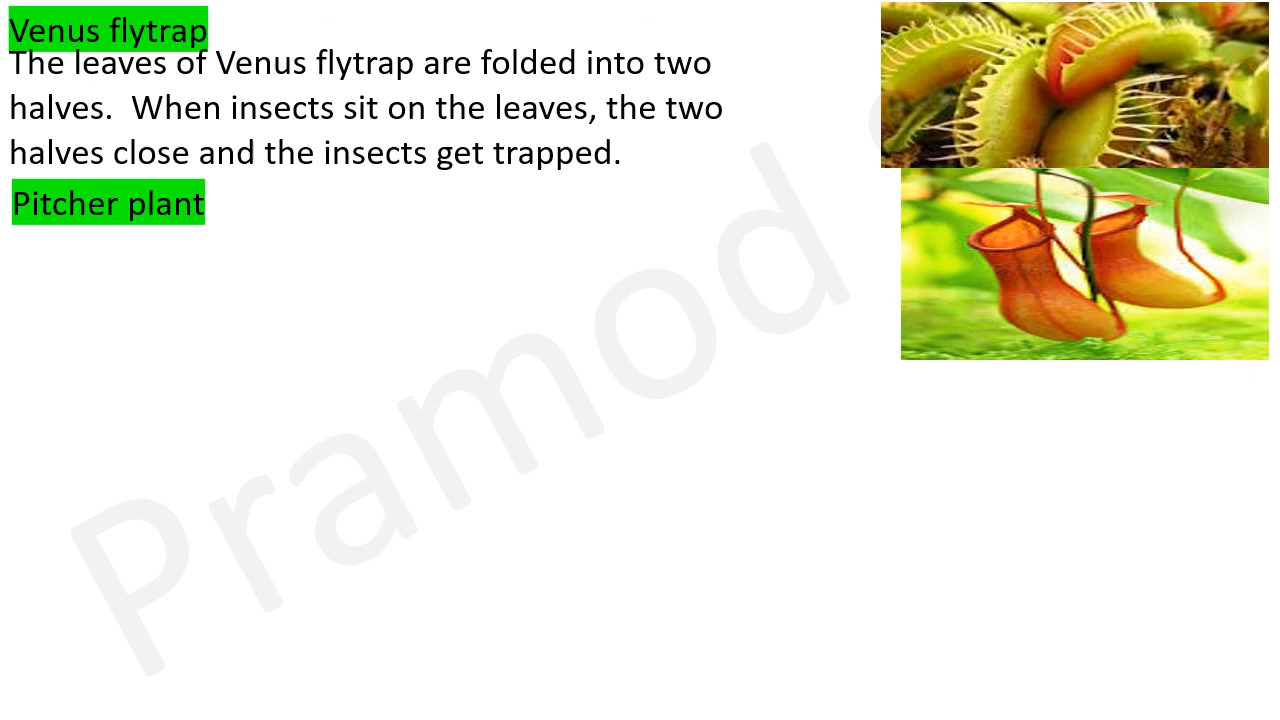 Venus flytrap
The leaves of Venus flytrap are folded into two
halves.  When insects sit on the leaves, the two
halves close and the insects get trapped.
Pitcher plant
Pramod